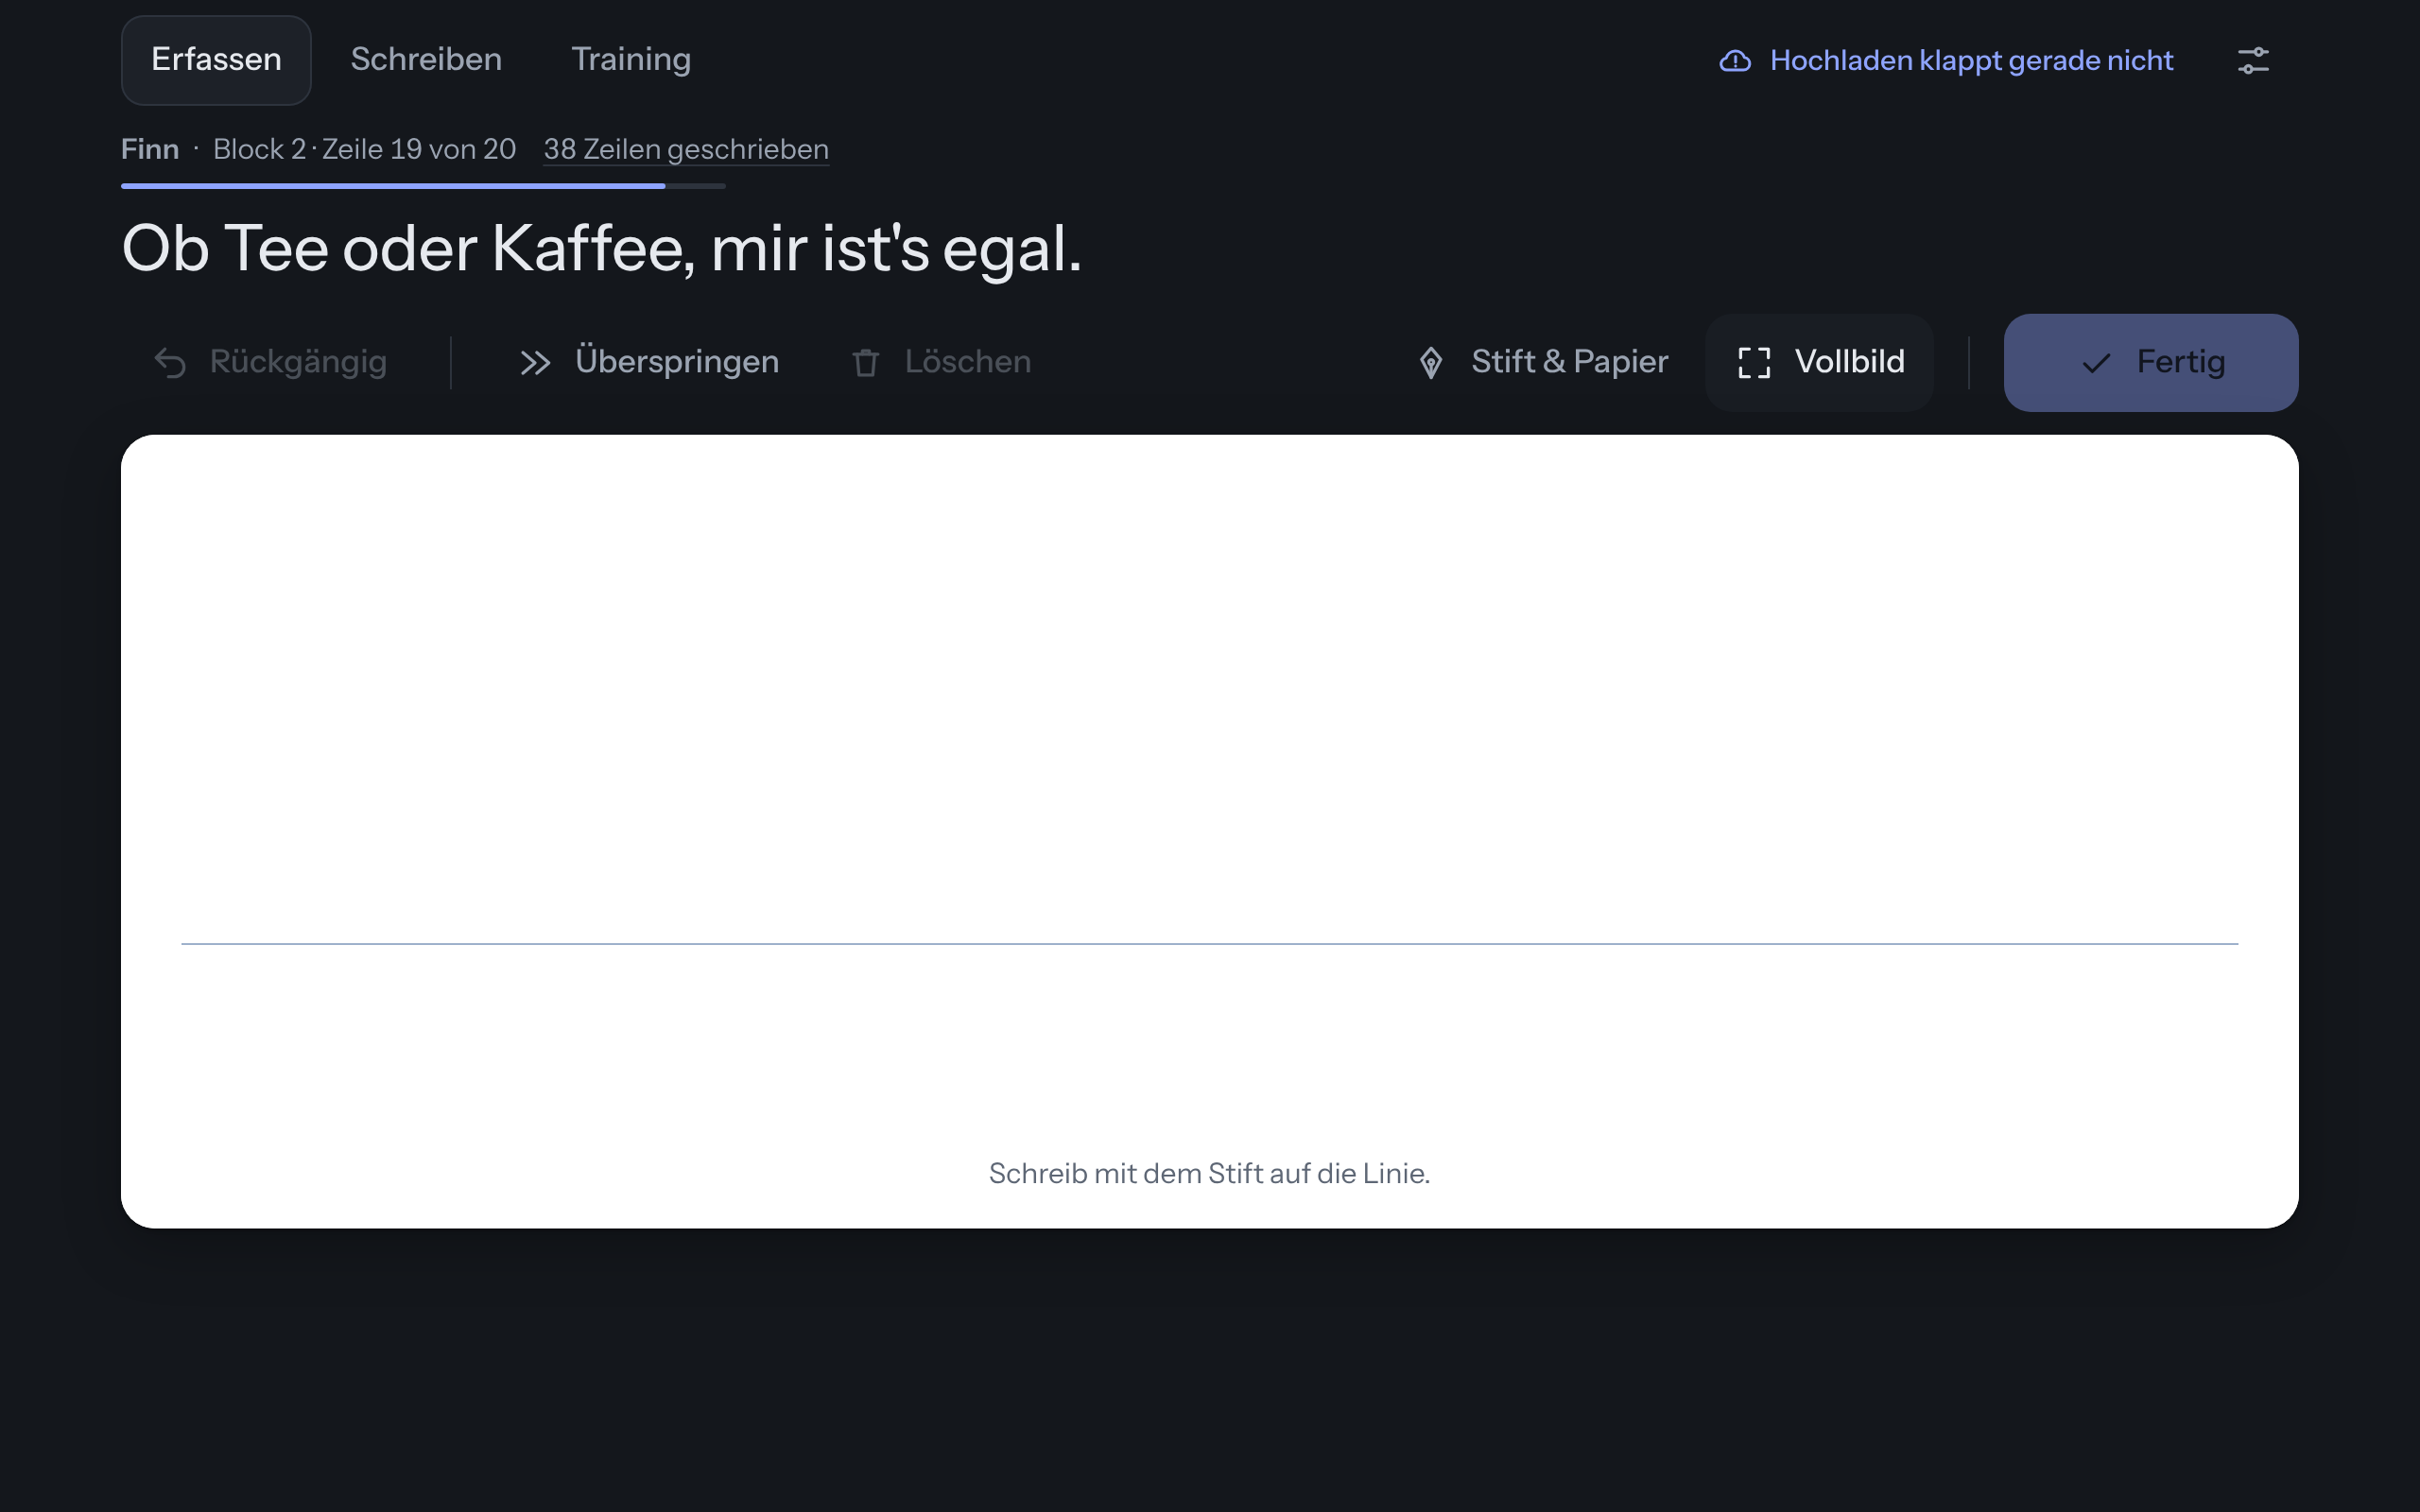 Erfassen Schreiben Training Hochladen klappt gerade nicht
Finn · Block 2 · Zeile 19 von 20 38 Zeilen geschrieben
Ob Tee oder Kaffee, mir ist's egal.
Rückgängig Überspringen Löschen Stift & Papier Vollbild Fertig
Schreib mit dem Stift auf die Linie.